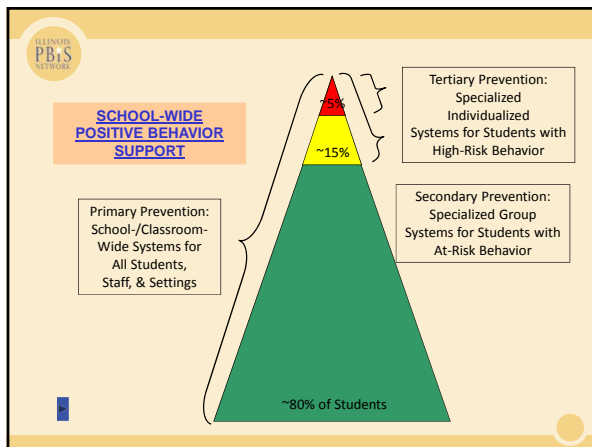 ILLINOIS
PBiS
NETWORK
SCHOOL-WIDE
POSITIVE BEHAVIOR
SUPPORT
Primary Prevention:
School-/Classroom-
Wide Systems for
All Students,
Staff, & Settings
~5%
~15%
~80% of Students
Tertiary Prevention:
Specialized
Individualized
Systems for Students with
High-Risk Behavior
Secondary Prevention:
Specialized Group
Systems for Students with
At-Risk Behavior